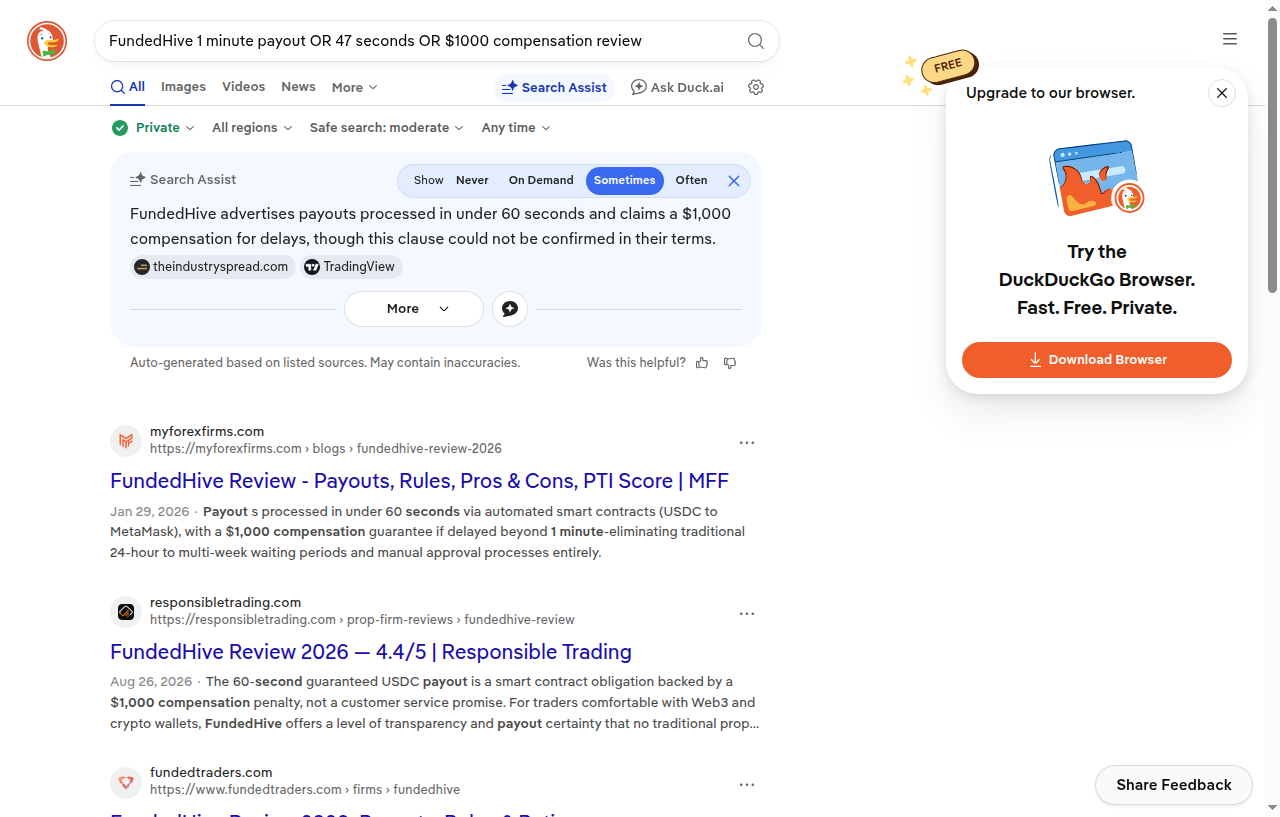 FundedHive 1 minute payout OR 47 seconds OR $1000 compensation review
All
Images
Videos
News
More
Search Assist
Ask Duck.ai
Private
All regions
Safe search: moderate
Any time
FREE
Upgrade to our browser.
Try the
DuckDuckGo Browser.
Fast. Free. Private.
Download Browser
Search Assist
Show
Never
On Demand
Sometimes
Often
FundedHive advertises payouts processed in under 60 seconds and claims a $1,000
compensation for delays, though this clause could not be confirmed in their terms.
theindustryspread.com
TradingView
More
Auto-generated based on listed sources. May contain inaccuracies.
Was this helpful?
myforexfirms.com
https://myforexfirms.com › blogs › fundedhive-review-2026
FundedHive Review - Payouts, Rules, Pros & Cons, PTI Score | MFF
Jan 29, 2026 · Payout s processed in under 60 seconds via automated smart contracts (USDC to
MetaMask), with a $1,000 compensation guarantee if delayed beyond 1 minute-eliminating traditional
24-hour to multi-week waiting periods and manual approval processes entirely.
responsibletrading.com
https://responsibletrading.com › prop-firm-reviews › fundedhive-review
FundedHive Review 2026 — 4.4/5 | Responsible Trading
Aug 26, 2026 · The 60-second guaranteed USDC payout is a smart contract obligation backed by a
$1,000 compensation penalty, not a customer service promise. For traders comfortable with Web3 and
crypto wallets, FundedHive offers a level of transparency and payout certainty that no traditional prop...
fundedtraders.com
https://www.fundedtraders.com › firms › fundedhive
Share Feedback